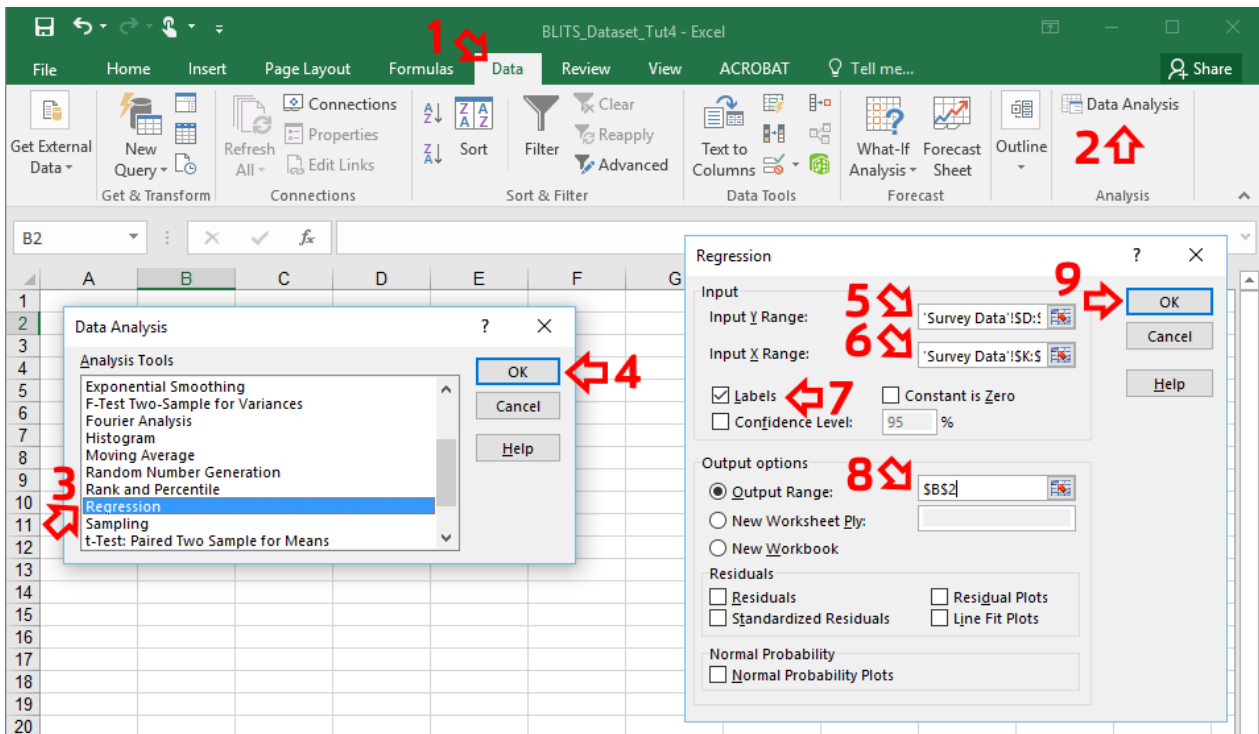 BLITS_Dataset_Tut4 - Excel
1
File Home Insert Page Layout Formulas Data Review View ACROBAT Tell me... Share
Get External Data
New Query
Get & Transform
Refresh All
Connections
Properties
Edit Links
Connections
A Z
Z A
Z A A Z
Sort
Filter
Clear
Reapply
Advanced
Sort & Filter
Text to Columns
Data Tools
What-If Analysis
Forecast Sheet
Forecast
Outline
Data Analysis
2
Analysis
B2
fx
A B C D E F G
1
2
3
4
5
6
7
8
9
10
11
12
13
14
15
16
17
18
19
20
Data Analysis ? X
Analysis Tools
Exponential Smoothing
F-Test Two-Sample for Variances
Fourier Analysis
Histogram
Moving Average
Random Number Generation
Rank and Percentile
3
Regression
Sampling
t-Test: Paired Two Sample for Means
OK
4
Cancel
Help
Regression ? X
Input
Input Y Range: 5 'Survey Data'!$D:$
Input X Range: 6 'Survey Data'!$K:$
Labels 7
Constant is Zero
Confidence Level: 95 %
9
OK
Cancel
Help
Output options
Output Range: 8 $B$2
New Worksheet Ply:
New Workbook
Residuals
Residuals
Residual Plots
Standardized Residuals
Line Fit Plots
Normal Probability
Normal Probability Plots